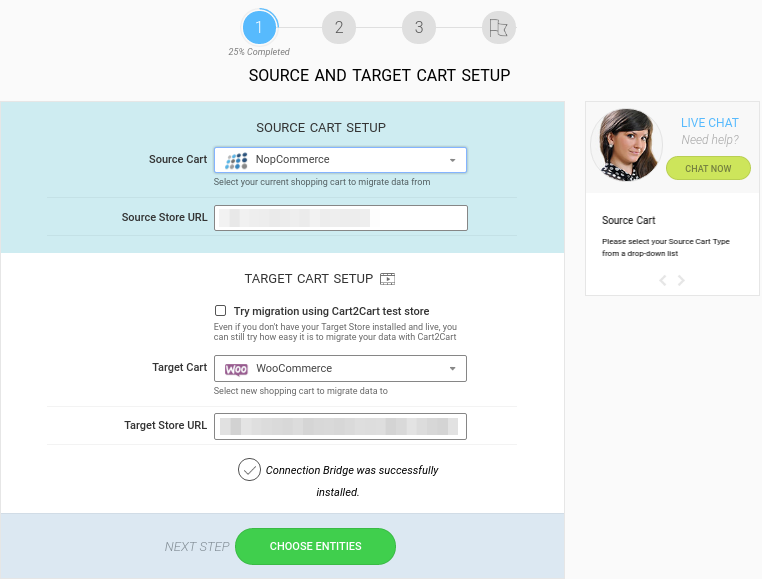 1
2
3
25% Completed
SOURCE AND TARGET CART SETUP
SOURCE CART SETUP
Source Cart
NopCommerce
Select your current shopping cart to migrate data from
Source Store URL
TARGET CART SETUP
Try migration using Cart2Cart test store
Even if you don't have your Target Store installed and live, you
can still try how easy it is to migrate your data with Cart2Cart
Target Cart
Woo
WooCommerce
Select new shopping cart to migrate data to
Target Store URL
Connection Bridge was successfully
installed.
NEXT STEP
CHOOSE ENTITIES
LIVE CHAT
Need help?
CHAT NOW
Source Cart
Please select your Source Cart Type
from a drop-down list